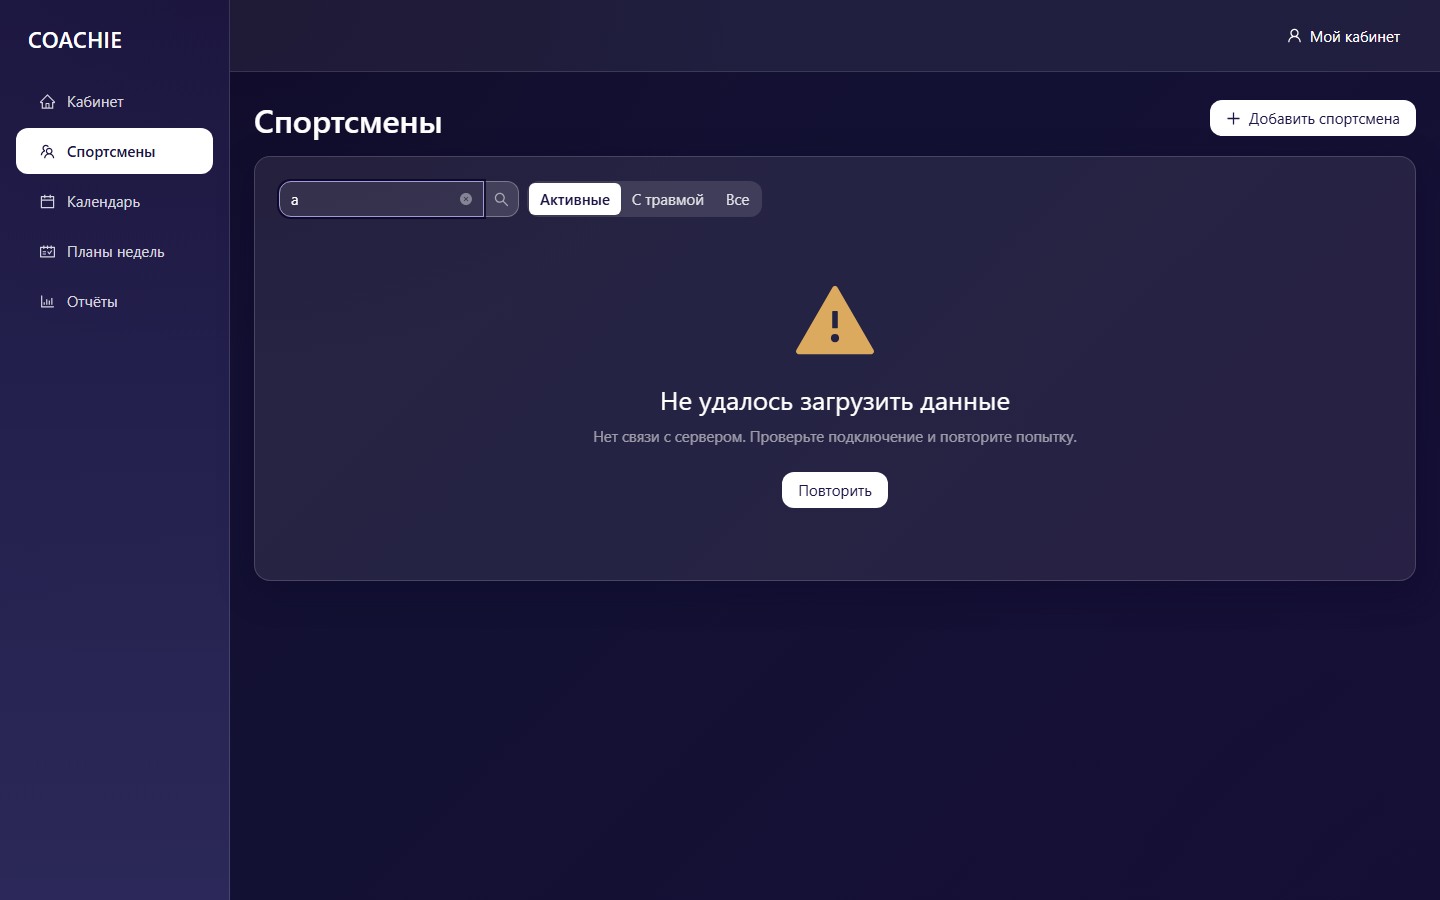 COACHIE
Мой кабинет
Кабинет
Спортсмены
Календарь
Планы недель
Отчёты
Спортсмены
Добавить спортсмена
а
Активные
С травмой
Все
Не удалось загрузить данные
Нет связи с сервером. Проверьте подключение и повторите попытку.
Повторить